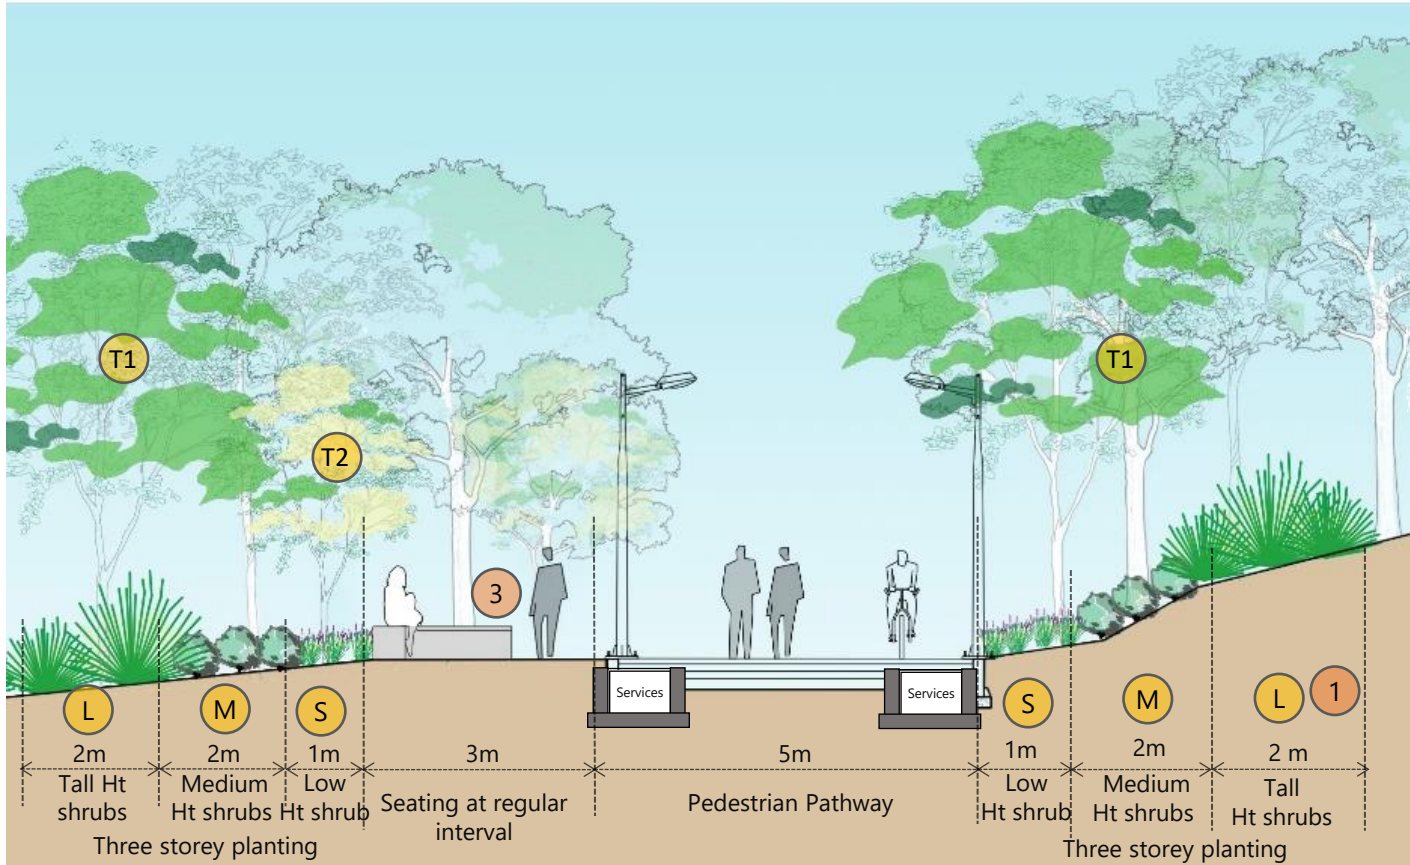 T1
T1
T2
3
Services
Services
L
M
S
S
M
L
1
2m
2m
1m
3m
5m
1m
2m
2 m
Tall Ht
shrubs
Medium
Ht shrubs
Low
Ht shrub
Seating at regular
interval
Pedestrian Pathway
Low
Ht shrub
Medium
Ht shrubs
Tall
Ht shrubs
Three storey planting
Three storey planting